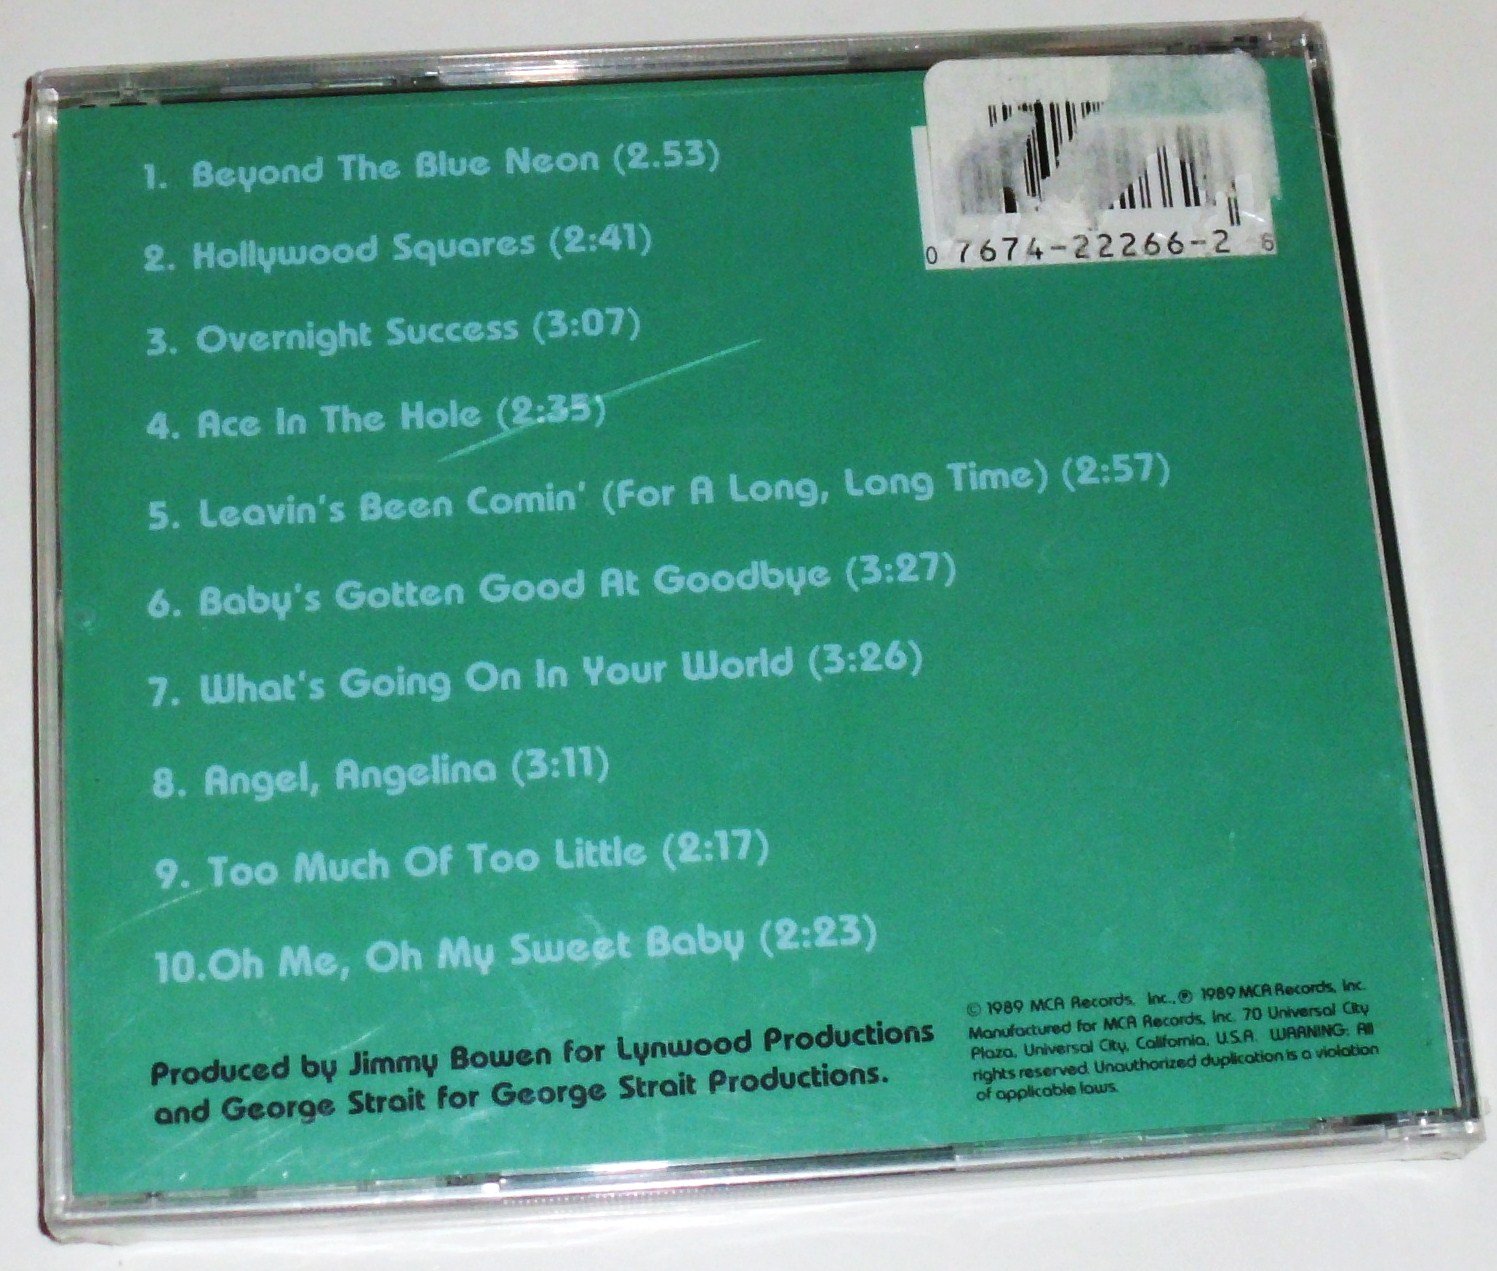 1. Beyond The Blue Neon (2.53)
2. Hollywood Squares (2:41)
3. Overnight Success (3:07)
4. Ace In The Hole (2:35)
5. Leavin's Been Comin' (For A Long, Long Time) (2:57)
6. Baby's Gotten Good At Goodbye (3:27)
7. What's Going On In Your World (3:26)
8. Angel, Angelina (3:11)
9. Too Much Of Too Little (2:17)
10.Oh Me, Oh My Sweet Baby (2:23)
Produced by Jimmy Bowen for Lynwood Productions
and George Strait for George Strait Productions.
0 7674-22266-2 6
© 1989 MCA Records, Inc., ℗ 1989 MCA Records, Inc.
Manufactured for MCA Records, Inc. 70 Universal City
Plaza, Universal City, California, U.S.A. WARNING: All
rights reserved. Unauthorized duplication is a violation
of applicable laws.